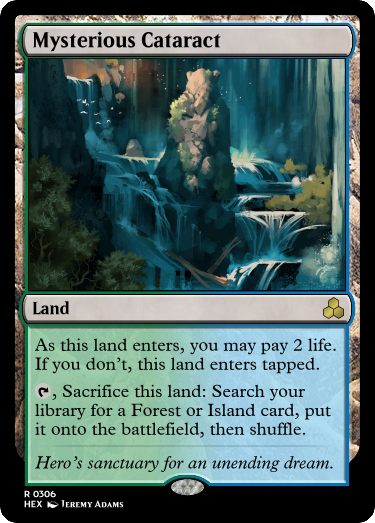 Mysterious Cataract
Land
As this land enters, you may pay 2 life.
If you don't, this land enters tapped.
, Sacrifice this land: Search your
library for a Forest or Island card, put
it onto the battlefield, then shuffle.
Hero's sanctuary for an unending dream.
R 0306
HEX Jeremy Adams